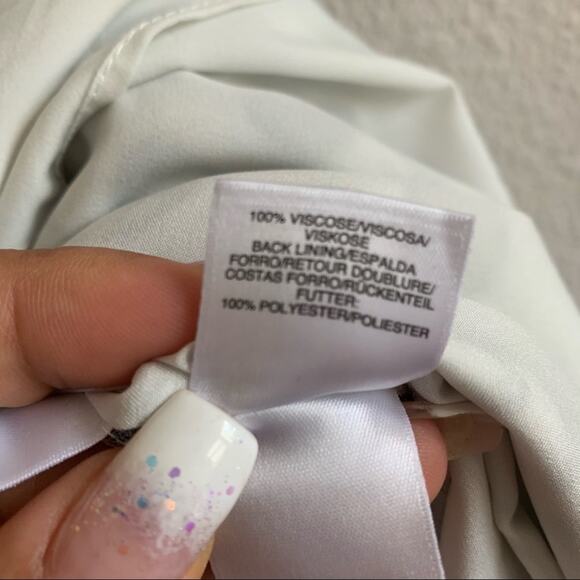 100% VISCOSE/VISCOSA/
VISKOSE
BACK LINING/ESPALDA
FORRO/RETOUR DOUBLURE/
COSTAS FORRO/RÜCKENTEIL
FUTTER:
100% POLYESTER/POLIESTER